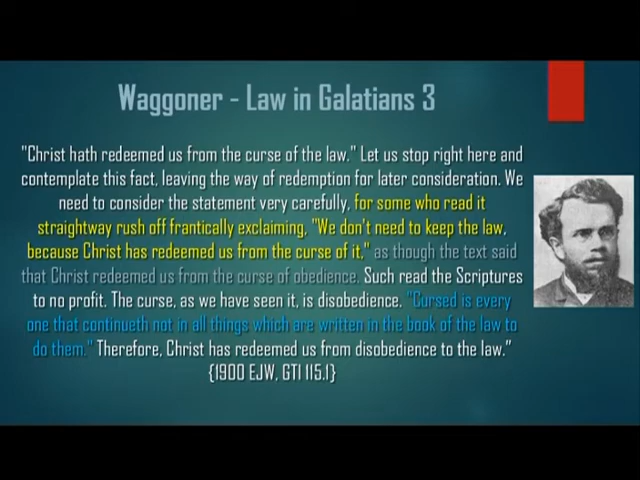 Waggoner - Law in Galatians 3
"Christ hath redeemed us from the curse of the law." Let us stop right here and
contemplate this fact, leaving the way of redemption for later consideration. We
need to consider the statement very carefully, for some who read it
straightway rush off frantically exclaiming, "We don't need to keep the law,
because Christ has redeemed us from the curse of it," as though the text said
that Christ redeemed us from the curse of obedience. Such read the Scriptures
to no profit. The curse, as we have seen it, is disobedience. "Cursed is every
one that continueth not in all things which are written in the book of the law to
do them." Therefore, Christ has redeemed us from disobedience to the law."
{1900 EJW, GTI 115.1}